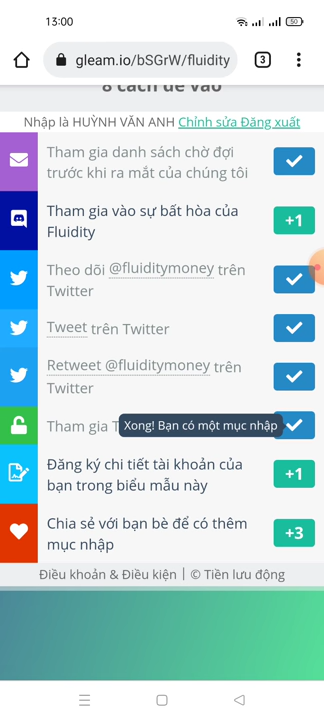 13:00
50
gleam.io/bSGrW/fluidity
3
8 cách để vào
Nhập là HUỲNH VĂN ANH Chỉnh sửa Đăng xuất
Tham gia danh sách chờ đợi
trước khi ra mắt của chúng tôi
Tham gia vào sự bất hòa của
Fluidity
+1
Theo dõi @fluiditymoney trên
Twitter
Tweet trên Twitter
Retweet @fluiditymoney trên
Twitter
Tham gia T
Xong! Bạn có một mục nhập
Đăng ký chi tiết tài khoản của
bạn trong biểu mẫu này
+1
Chia sẻ với bạn bè để có thêm
mục nhập
+3
Điều khoản & Điều kiện | © Tiền lưu động